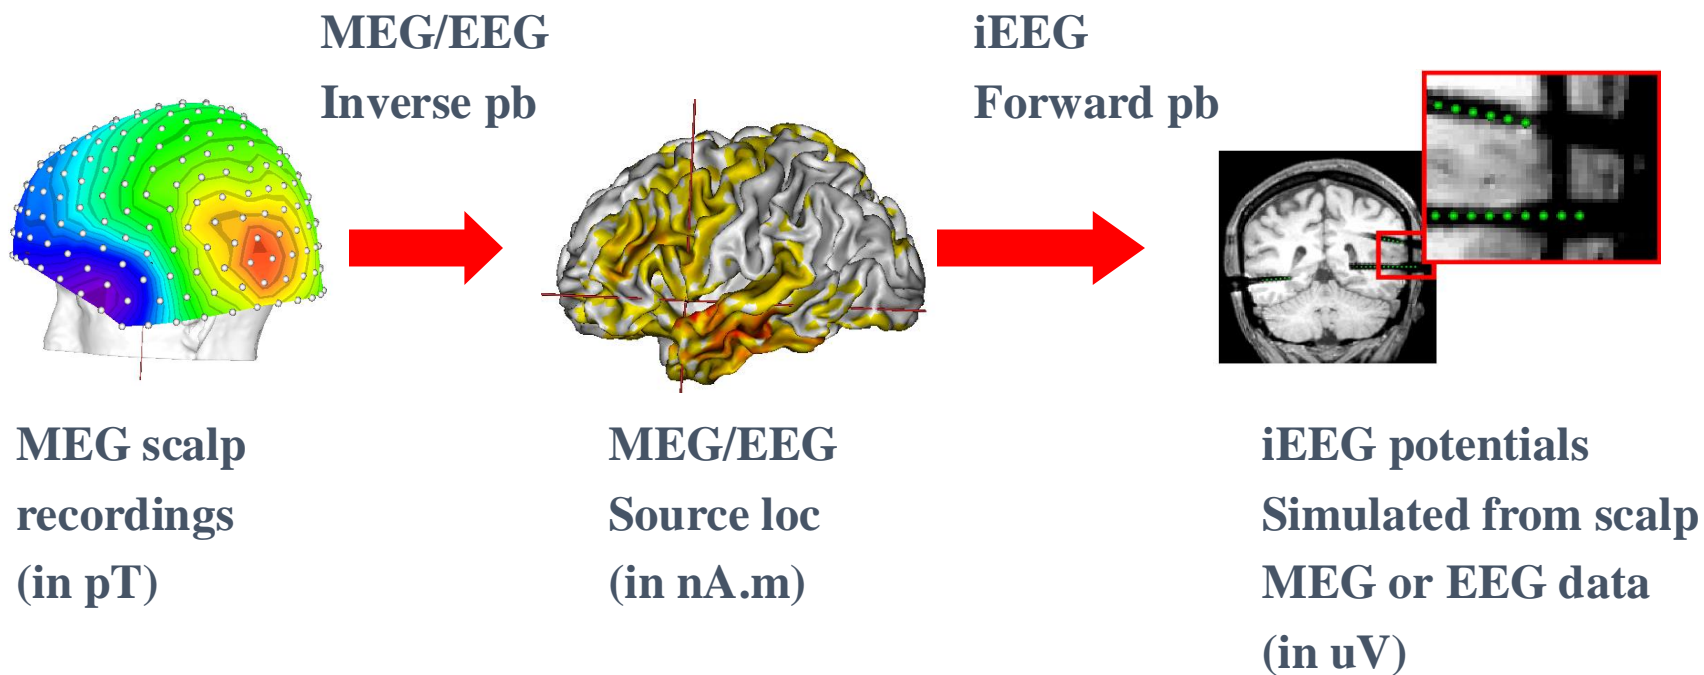 MEG/EEG
Inverse pb
iEEG
Forward pb
MEG scalp
recordings
(in pT)
MEG/EEG
Source loc
(in nA.m)
iEEG potentials
Simulated from scalp
MEG or EEG data
(in uV)